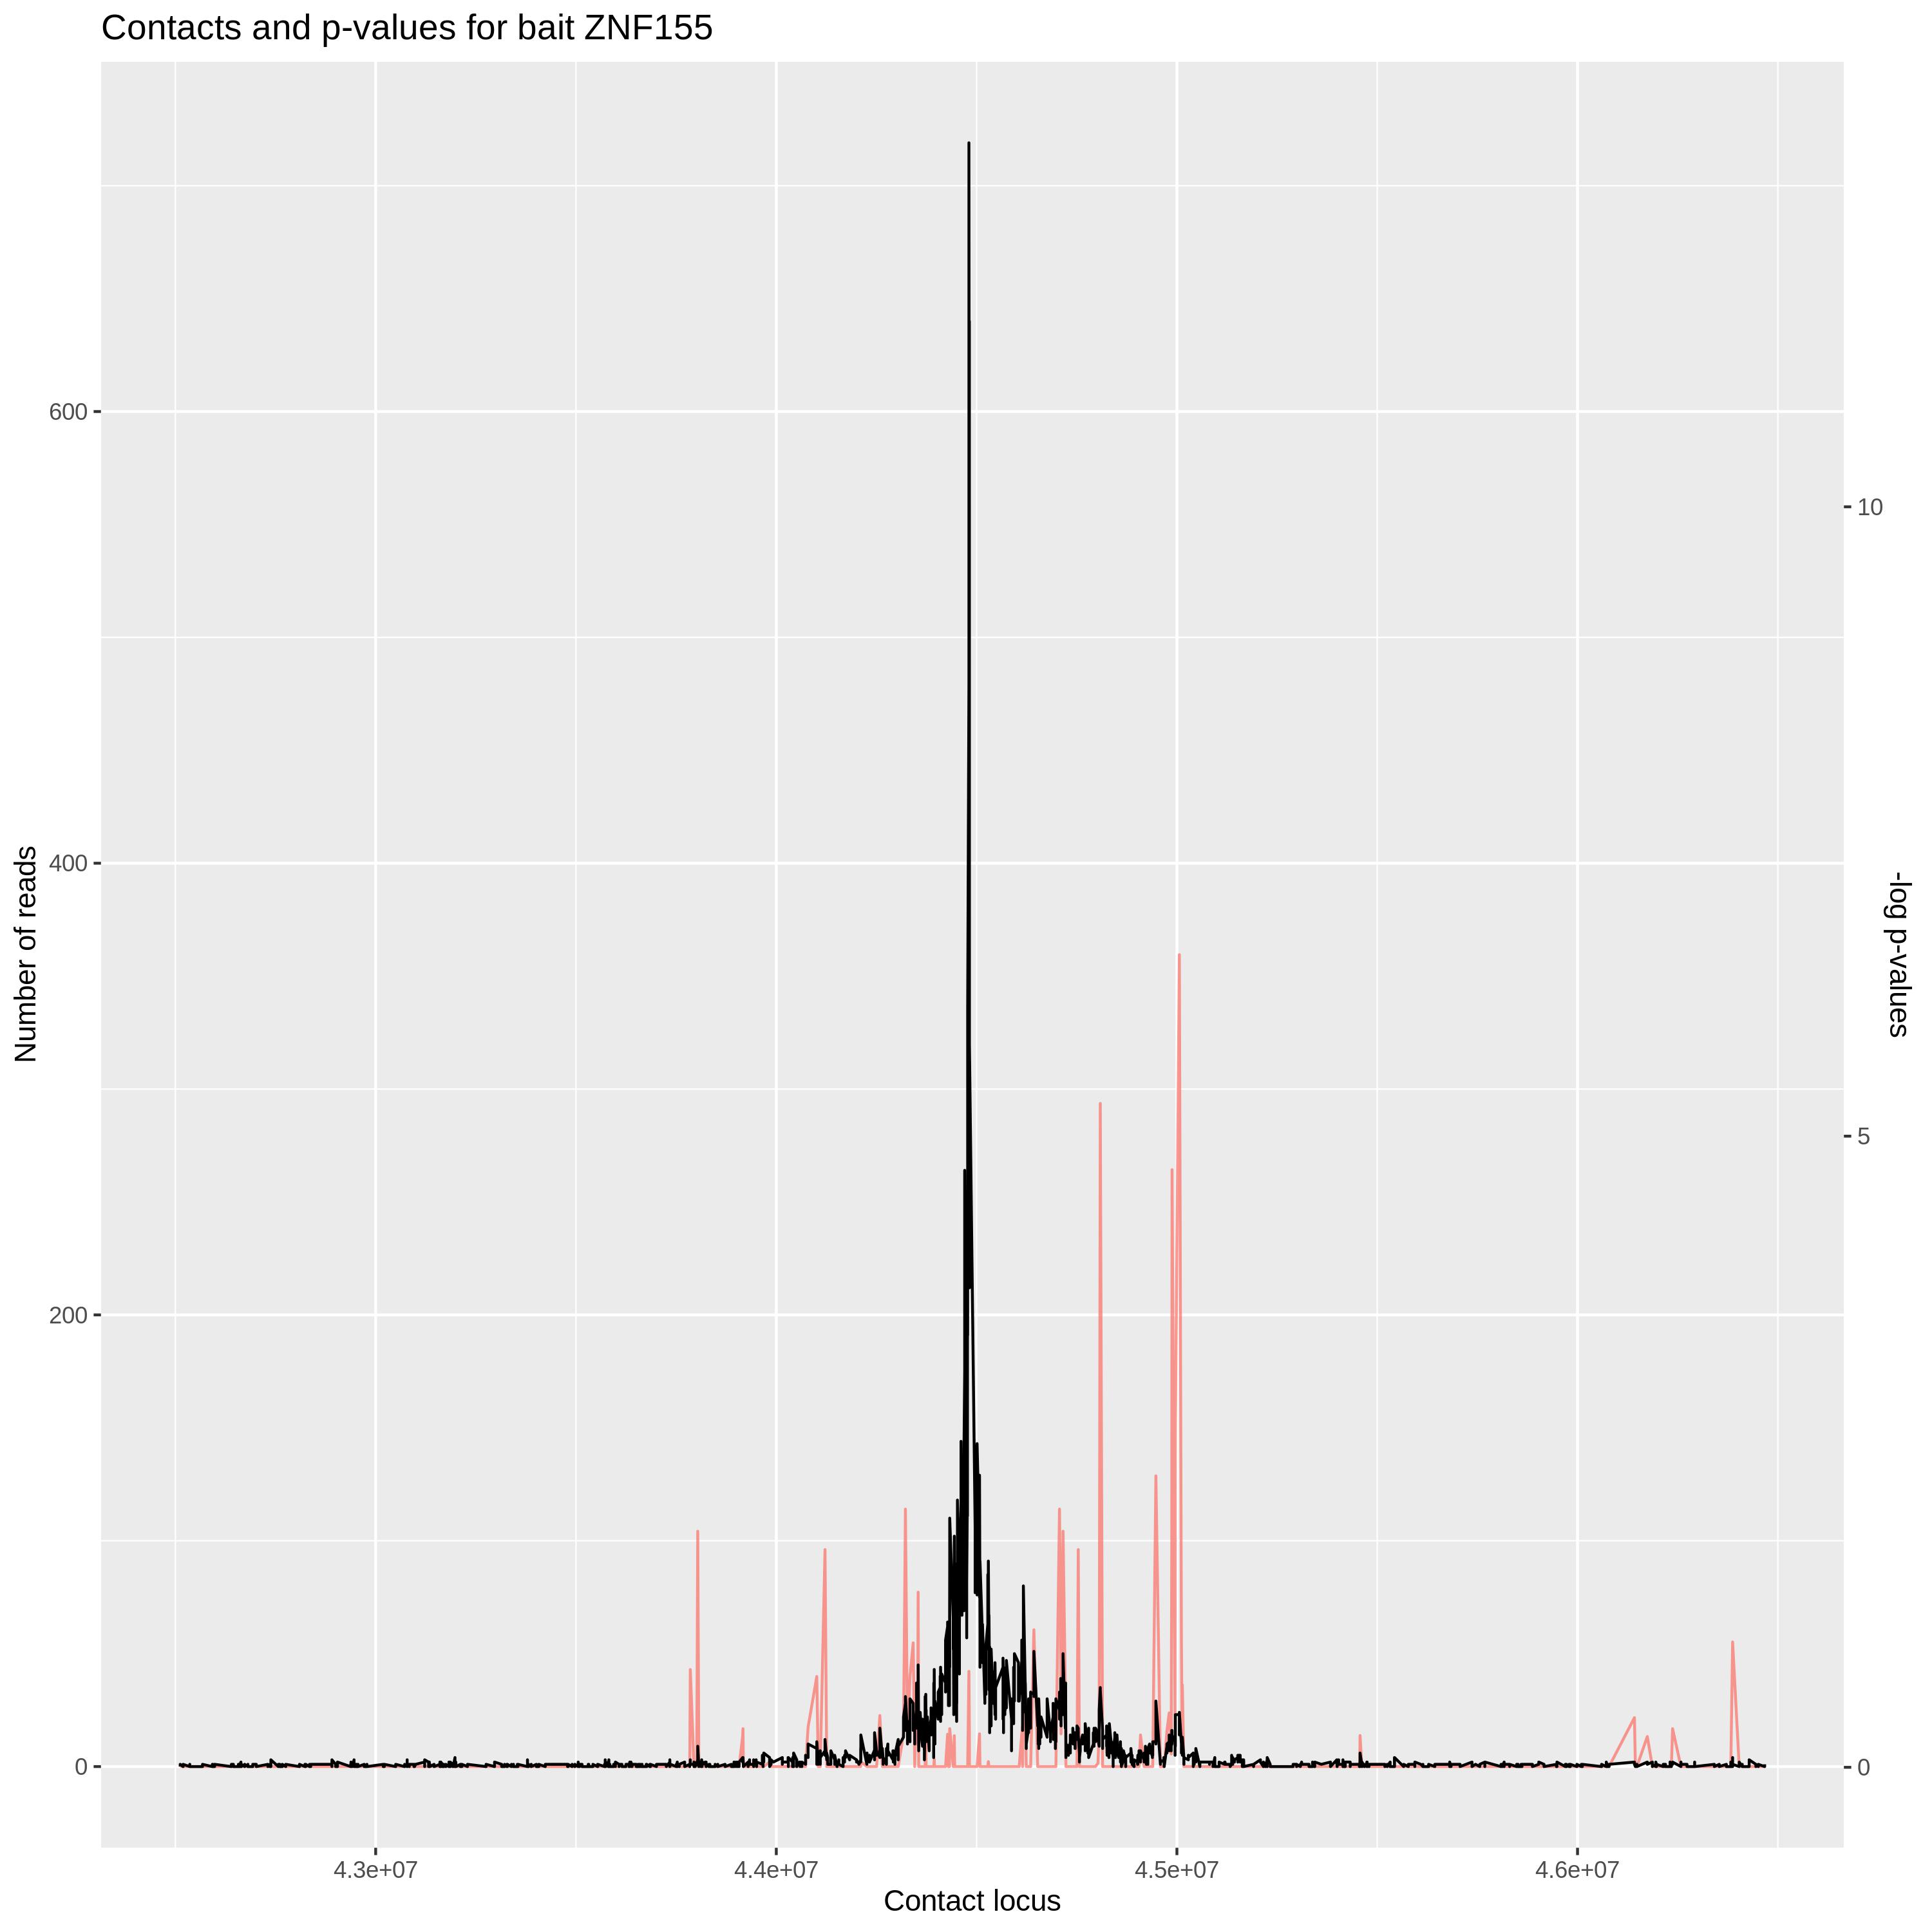 Contacts and p-values for bait ZNF155
600
400
200
0
Number of reads
10
5
0
-log p-values
4.3e+07
4.4e+07
4.5e+07
4.6e+07
Contact locus